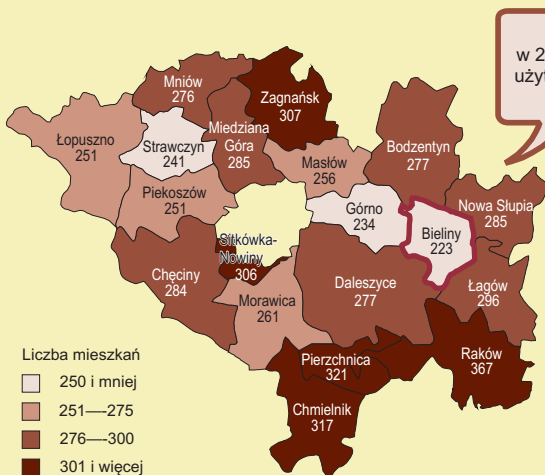 w 2
użyt
Mniów
276
Zagnańsk
307
Łopuszno
251
Strawczyn
241
Miedziana
Góra
285
Masłów
256
Bodzentyn
277
Piekoszów
251
Górno
234
Nowa Słupia
285
Bieliny
223
Sitkówka-
Nowiny
306
Chęciny
284
Daleszyce
277
Łagów
296
Morawica
261
Pierzchnica
321
Raków
367
Chmielnik
317
Liczba mieszkań
250 i mniej
251—-275
276—-300
301 i więcej